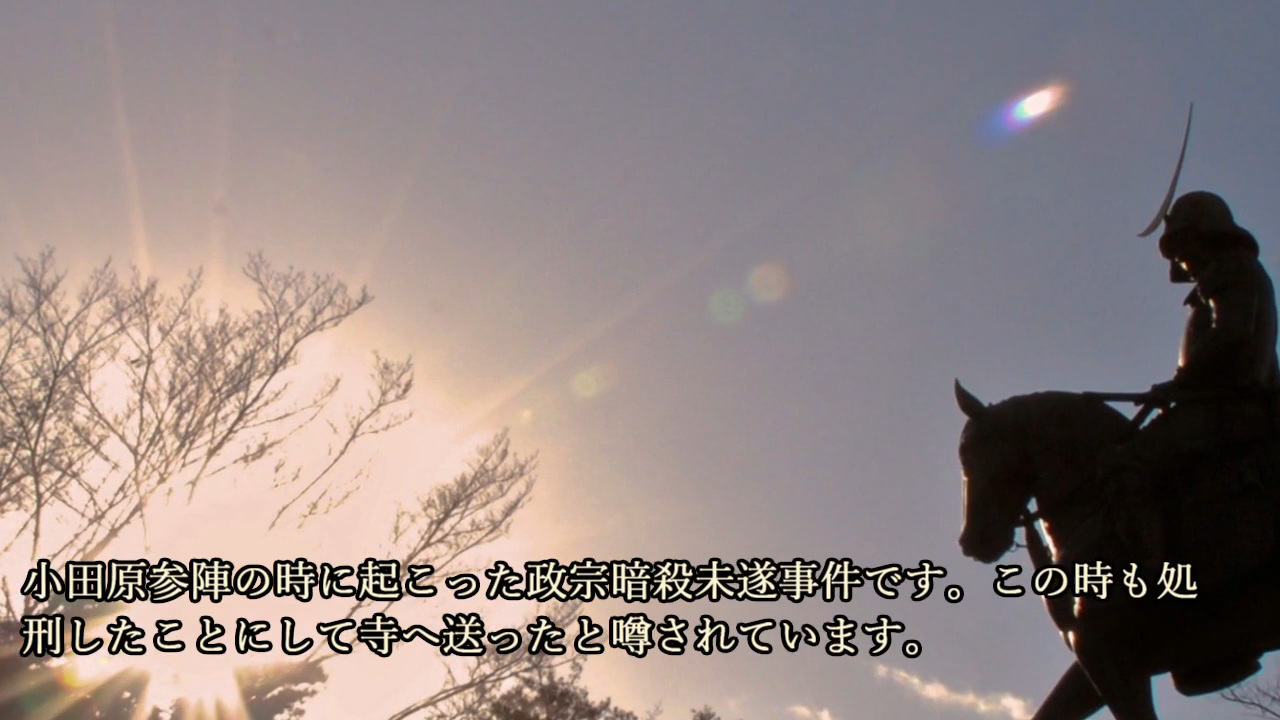 小田原参陣の時に起こった政宗暗殺未遂事件です。この時も処
刑したことにして寺へ送ったと噂されています。